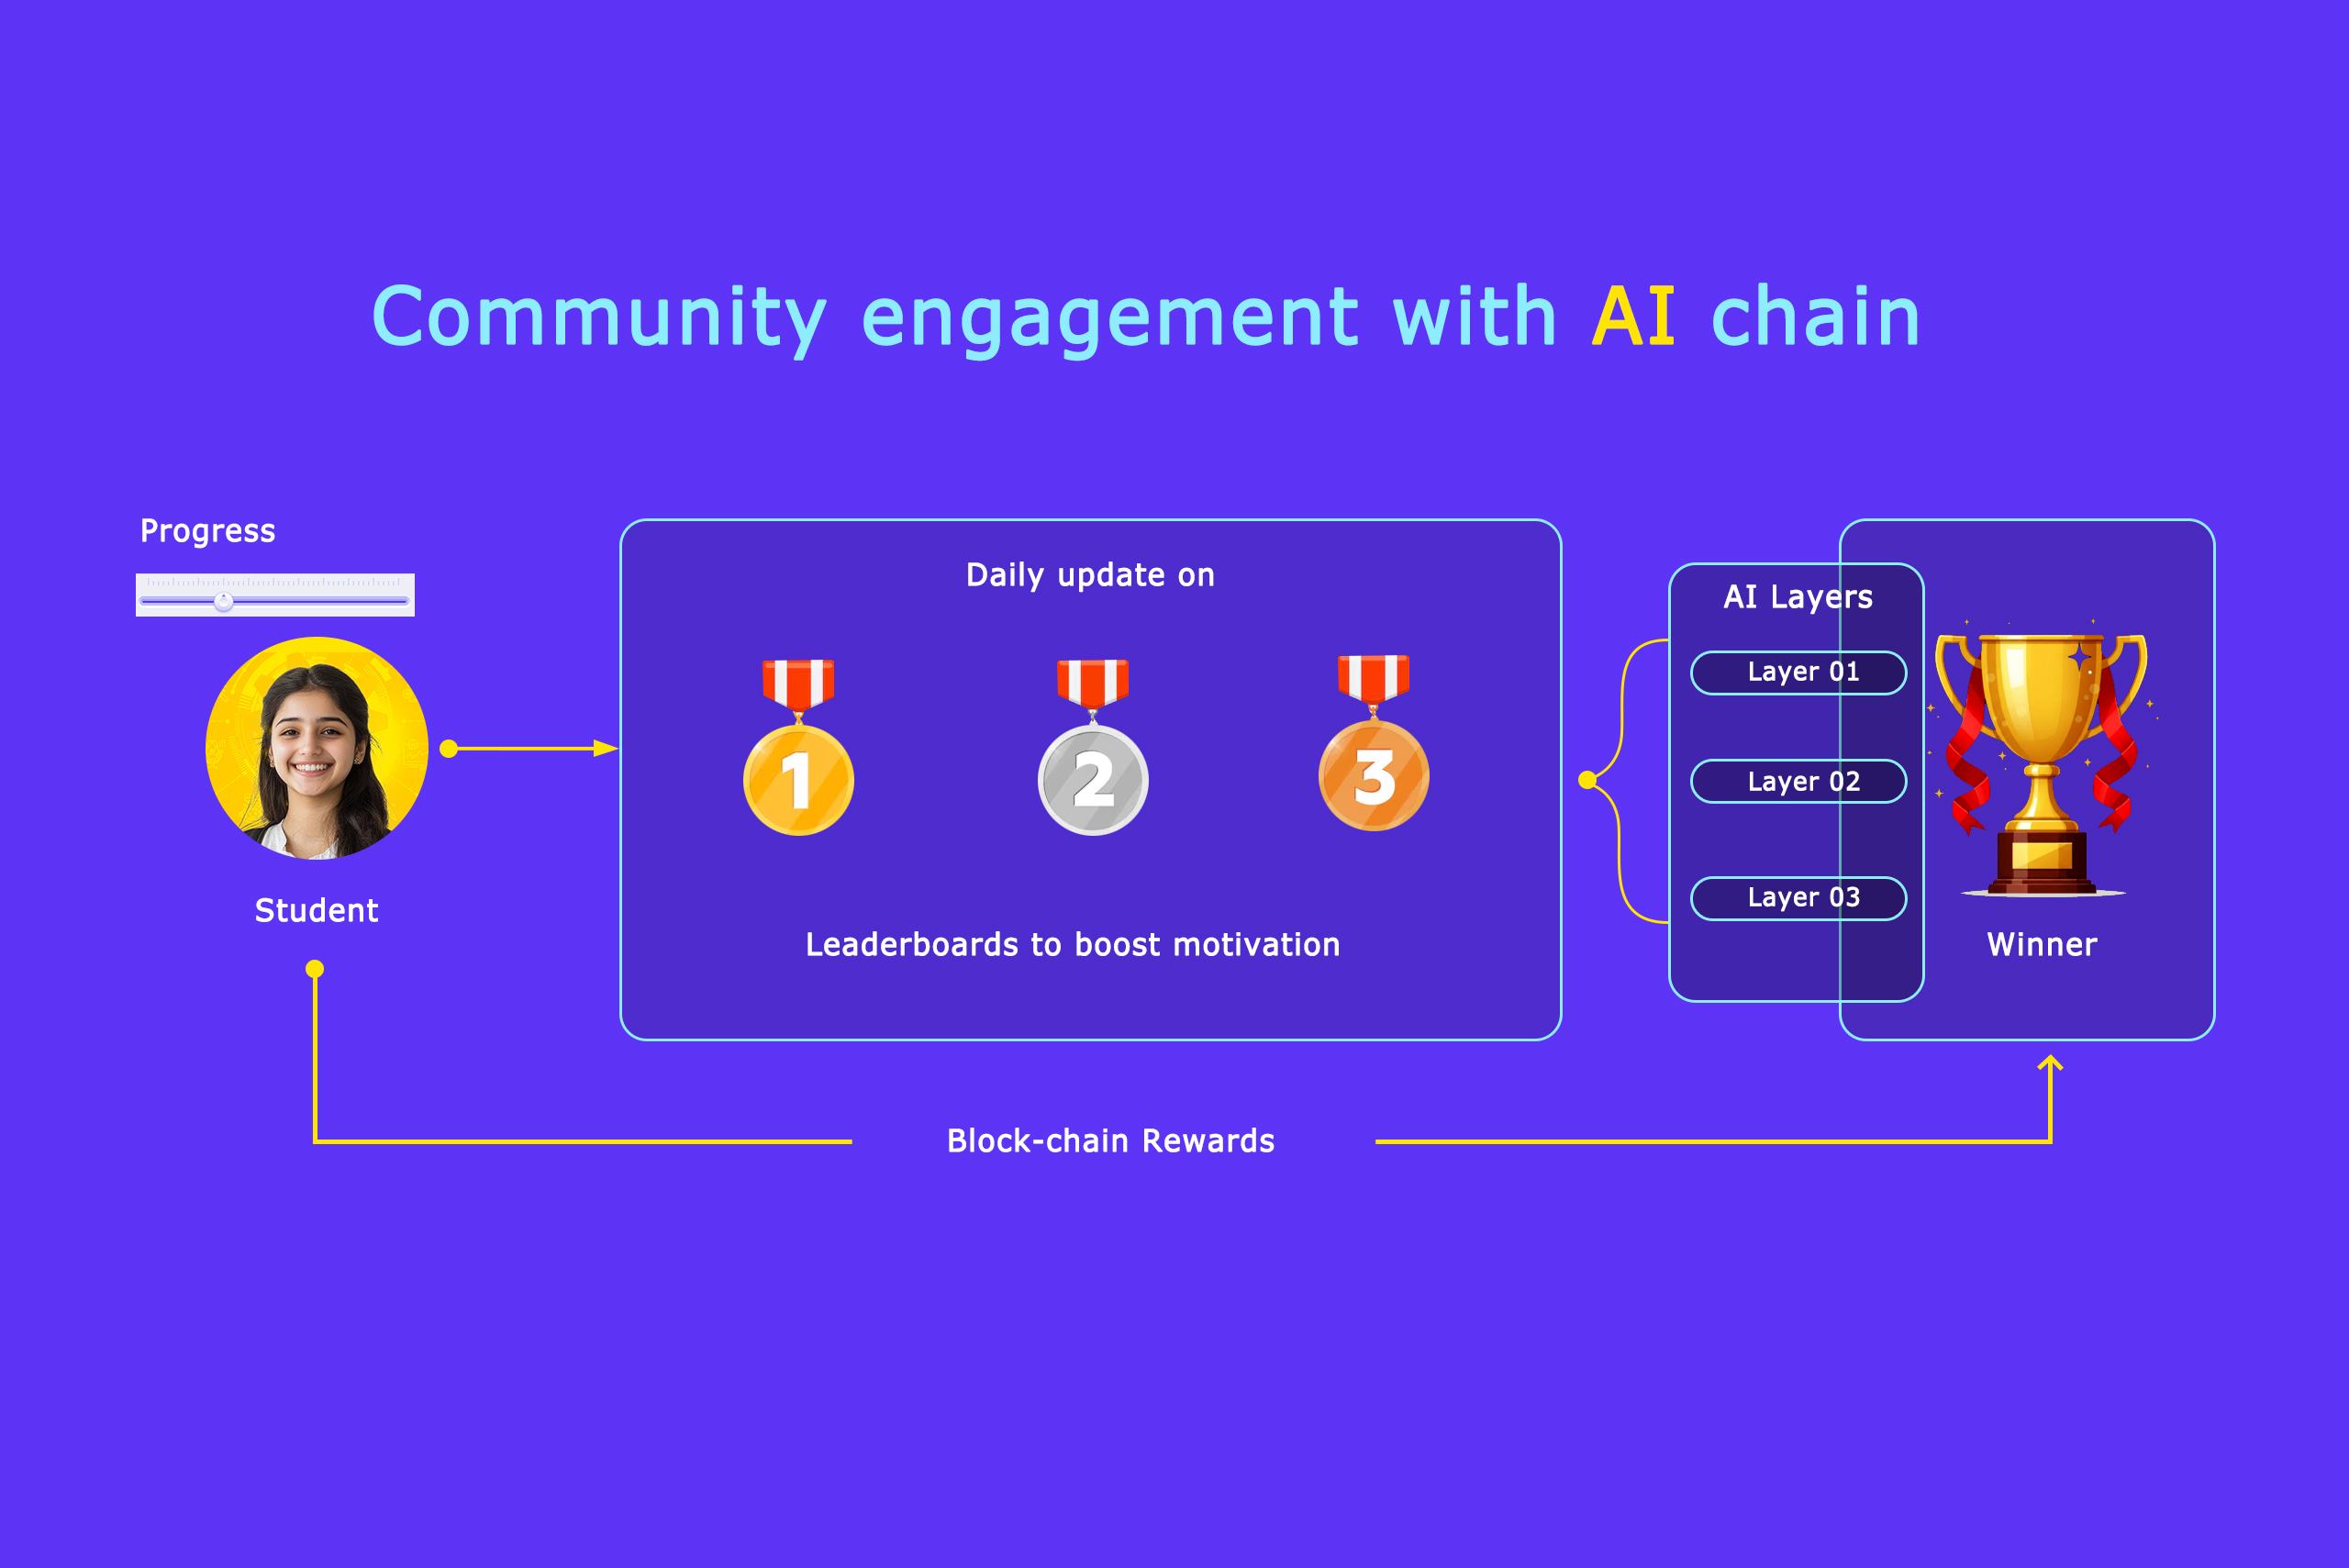 Community engagement with AI chain
Progress
Student
Daily update on
1
2
3
Leaderboards to boost motivation
AI Layers
Layer 01
Layer 02
Layer 03
Winner
Block-chain Rewards